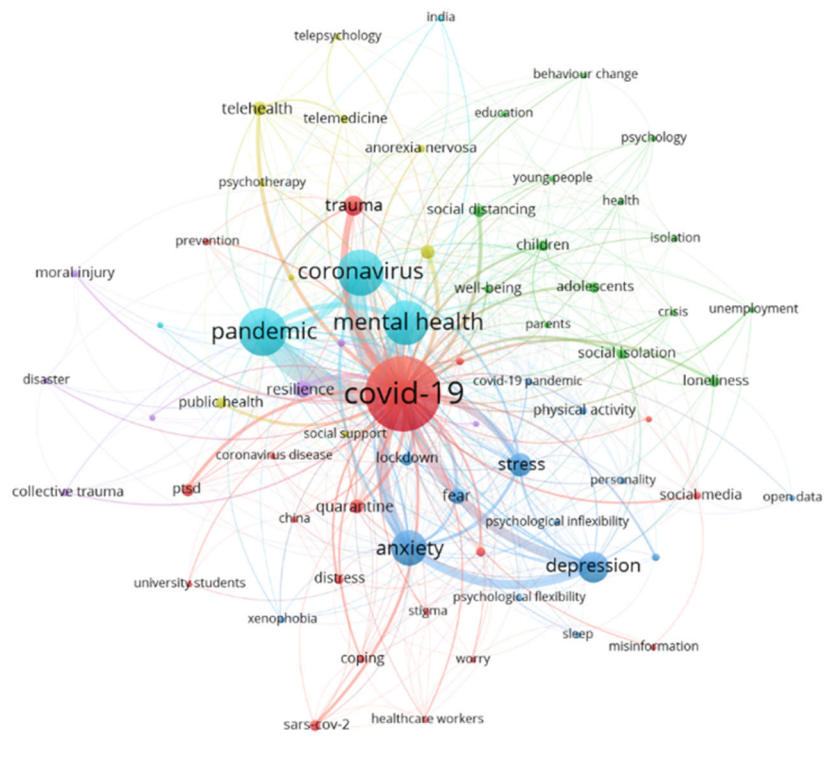 india
telepsychology
behaviour change
telehealth
education
telemedicine
psychology
anorexia nervosa
young people
psychotherapy
health
trauma
social distancing
isolation
prevention
children
moral injury
coronavirus
well-being
adolescents
unemployment
crisis
mental health
parents
pandemic
social isolation
disaster
covid-19 pandemic
loneliness
resilience
covid-19
public health
physical activity
social support
coronavirus disease
lockdown
stress
personality
collective trauma
ptsd
fear
social media
open data
quarantine
china
psychological inflexibility
anxiety
depression
distress
university students
psychological flexibility
stigma
xenophobia
sleep
misinformation
coping
worry
sars-cov-2
healthcare workers